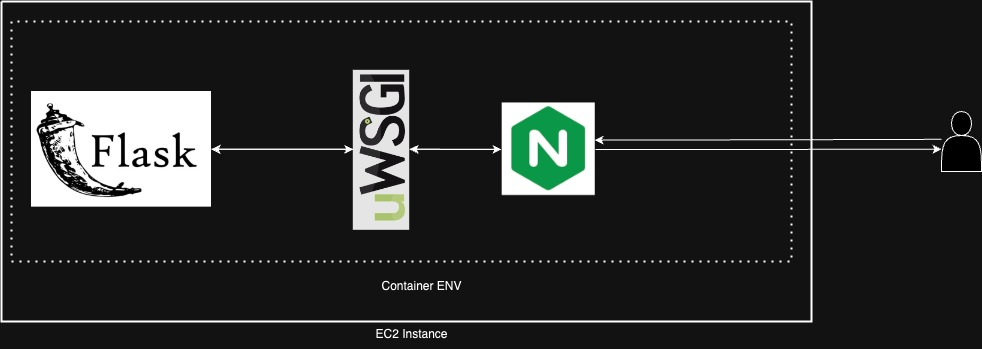 Flask
uWSGI
N
Container ENV
EC2 Instance